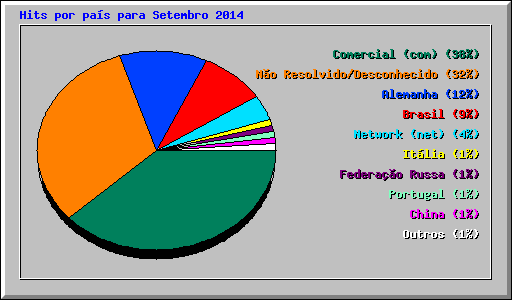 Hits por país para Setembro 2014
Comercial (com) (38%)
Não Resolvido/Desconhecido (32%)
Alemanha (12%)
Brasil (9%)
Network (net) (4%)
Itália (1%)
Federação Russa (1%)
Portugal (1%)
China (1%)
Outros (1%)